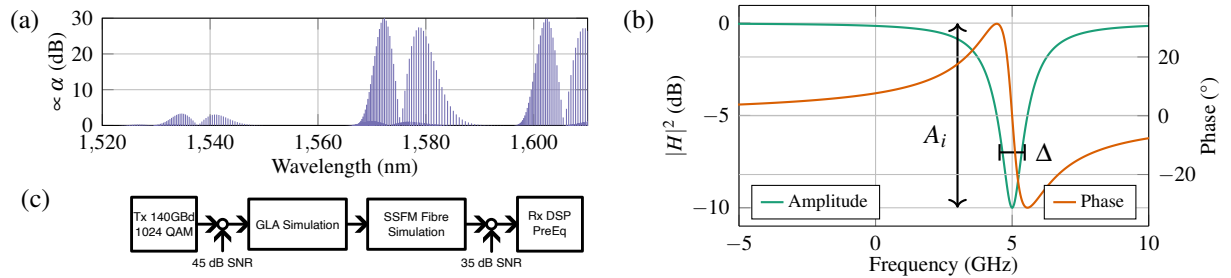 (a)
30
20
10
0
∝ α (dB)
1,520
1,540
1,560
1,580
1,600
Wavelength (nm)
(b)
0
−5
−10
|H|² (dB)
20
0
−20
Phase (°)
A_i
Δ
Amplitude
Phase
−5
0
5
10
Frequency (GHz)
(c)
Tx 140GBd
1024 QAM
45 dB SNR
GLA Simulation
SSFM Fibre
Simulation
35 dB SNR
Rx DSP
PreEq